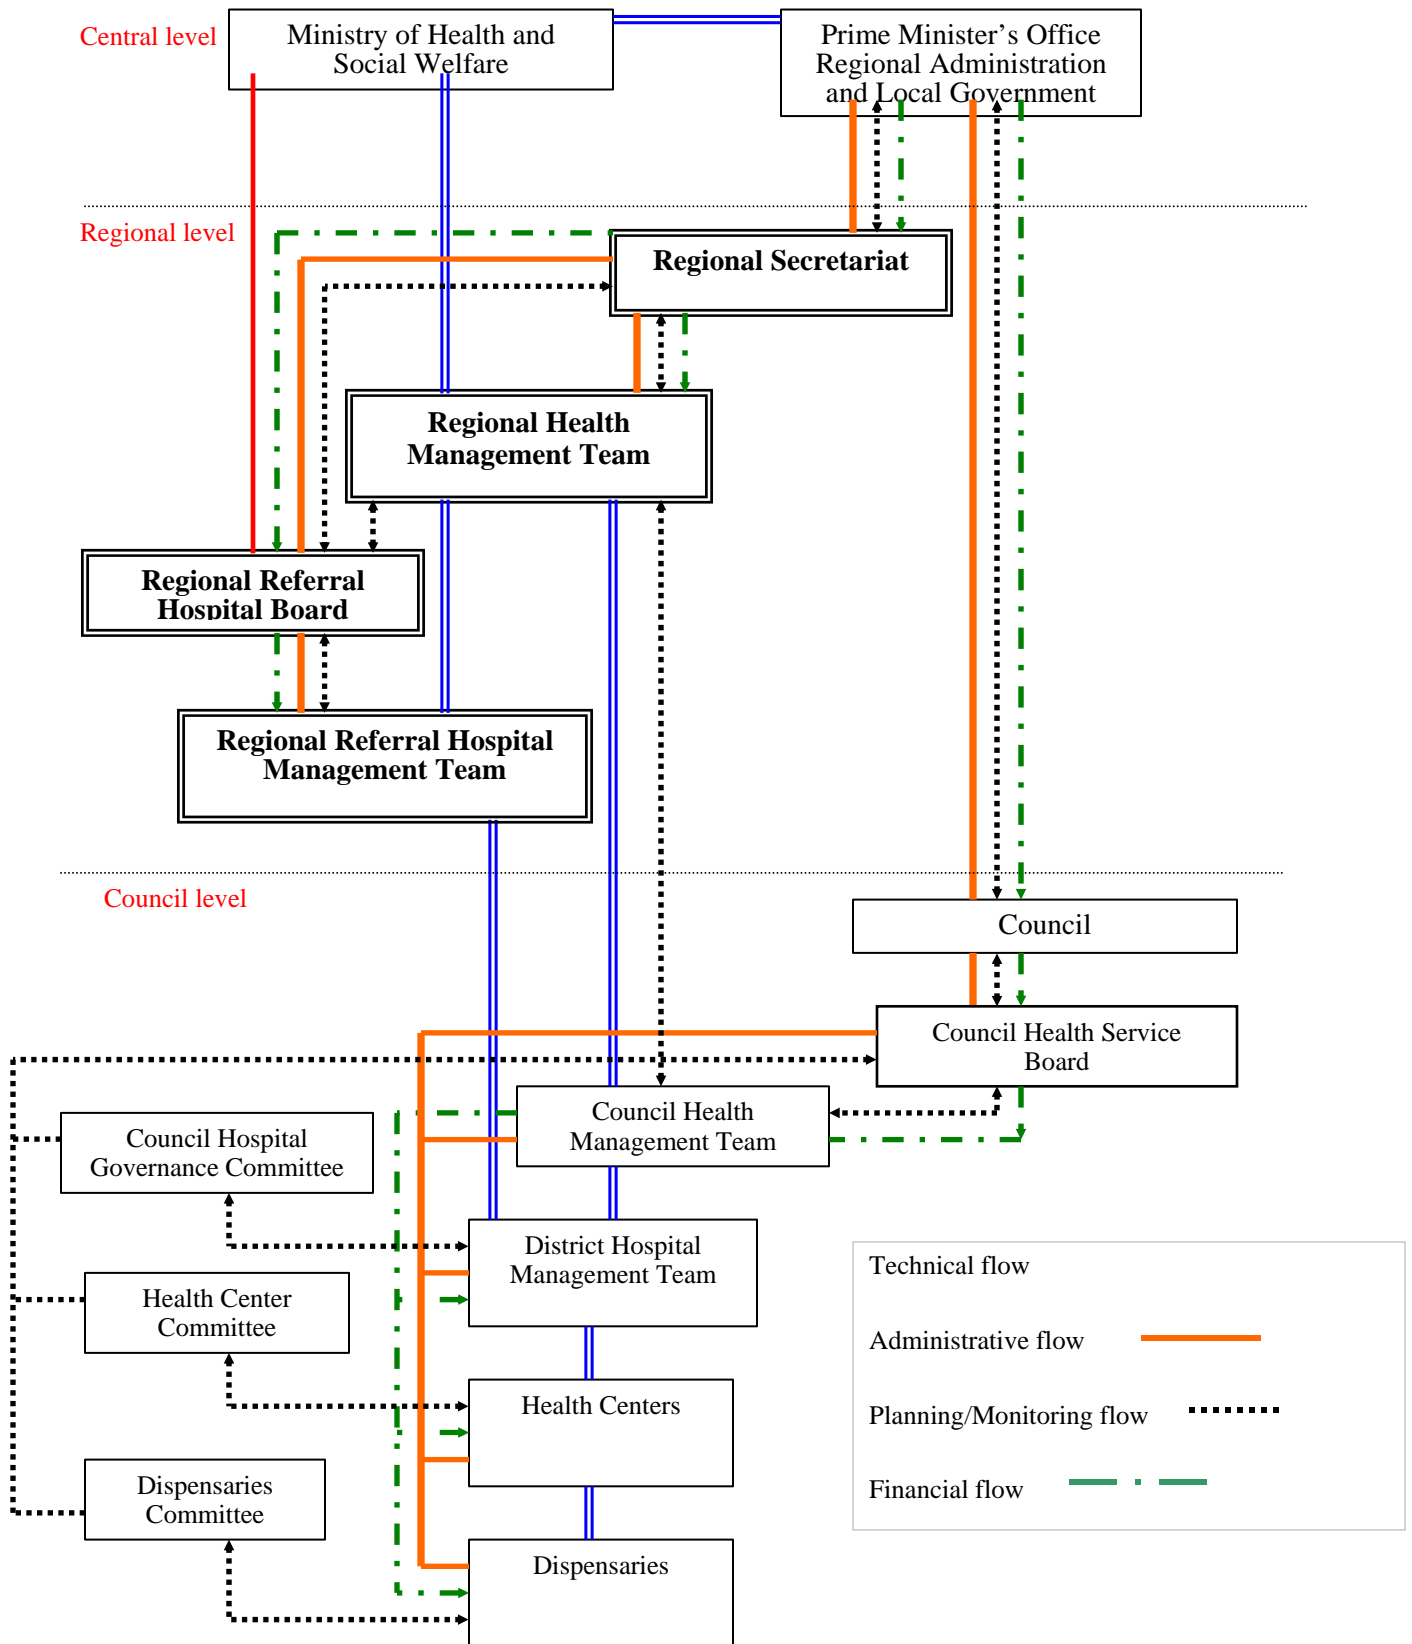 Central level
Ministry of Health and
Social Welfare
Prime Minister’s Office
Regional Administration
and Local Government
Regional level
Regional Secretariat
Regional Health
Management Team
Regional Referral
Hospital Board
Regional Referral Hospital
Management Team
Council level
Council
Council Health Service
Board
Council Health
Management Team
Council Hospital
Governance Committee
District Hospital
Management Team
Health Center
Committee
Health Centers
Dispensaries
Committee
Dispensaries
Technical flow
Administrative flow
Planning/Monitoring flow
Financial flow